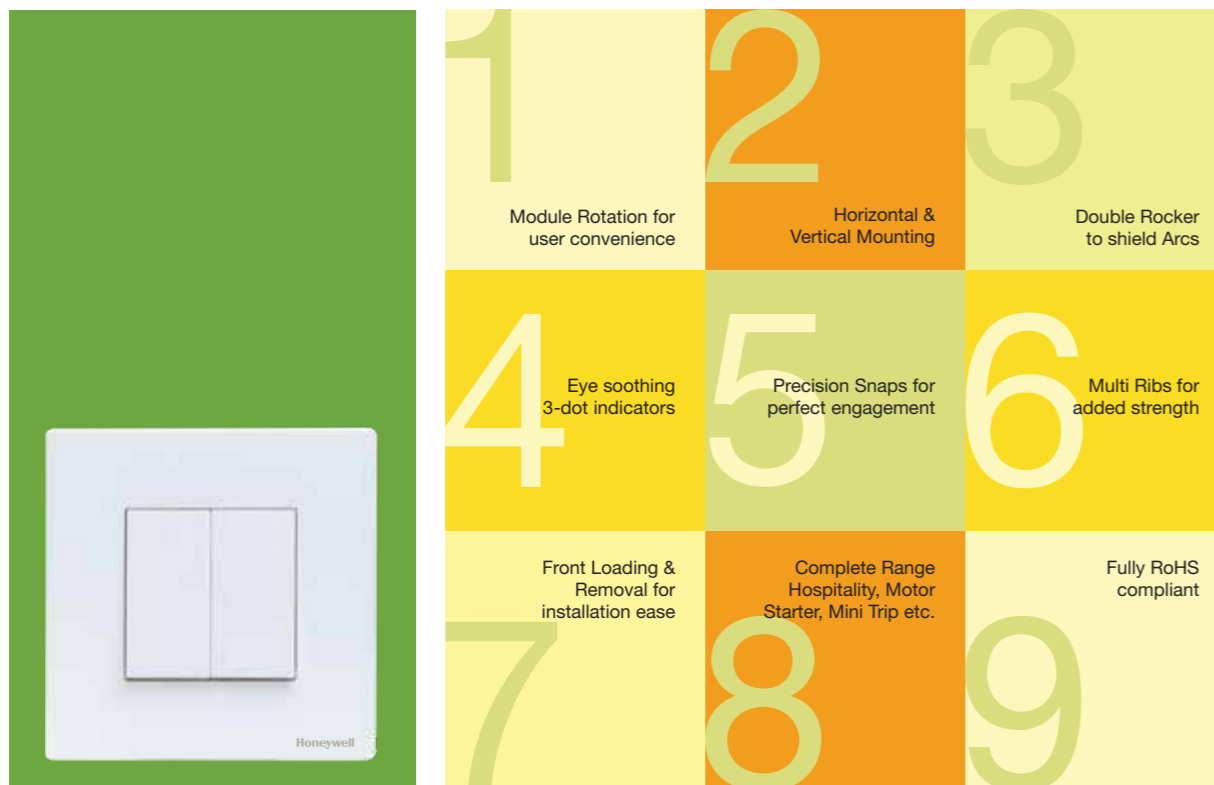 Honeywell
1
Module Rotation for
user convenience
2
Horizontal &
Vertical Mounting
3
Double Rocker
to shield Arcs
4
Eye soothing
3-dot indicators
5
Precision Snaps for
perfect engagement
6
Multi Ribs for
added strength
7
Front Loading &
Removal for
installation ease
8
Complete Range
Hospitality, Motor
Starter, Mini Trip etc.
9
Fully RoHS
compliant